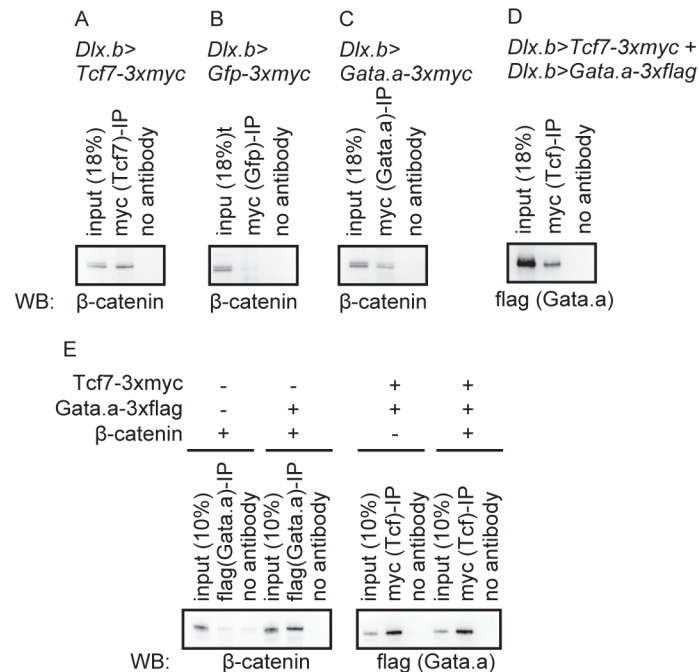 A
Dlx.b>
Tcf7-3xmyc
input (18%)
myc (Tcf7)-IP
no antibody
WB: β-catenin
B
Dlx.b>
Gfp-3xmyc
inpu (18%)t
myc (Gfp)-IP
no antibody
β-catenin
C
Dlx.b>
Gata.a-3xmyc
input (18%)
myc (Gata.a)-IP
no antibody
β-catenin
D
Dlx.b>Tcf7-3xmyc +
Dlx.b>Gata.a-3xflag
input (18%)
myc (Tcf)-IP
no antibody
flag (Gata.a)
E
Tcf7-3xmyc - - + +
Gata.a-3xflag - + + +
β-catenin + + - +
input (10%)
flag(Gata.a)-IP
no antibody
input (10%)
flag(Gata.a)-IP
no antibody
input (10%)
myc (Tcf)-IP
no antibody
input (10%)
myc (Tcf)-IP
no antibody
WB: β-catenin flag (Gata.a)